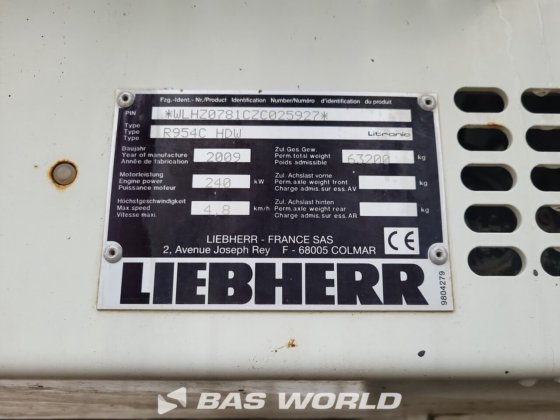 Fzg.-Ident.- Nr./Product Identification Number/Numéro d'identification du produit
PIN *WLHZ0781CZC025927*
Type
Type R954C HDW Litronic
Type
Baujahr
Year of manufacture 2009
Année de fabrication
Zul. Ges Gew.
Perm. total weight 63200 kg
Poids admissible
Motorleistung
Engine power 240 kW
Puissance moteur
Zul. Achslast vorne
Perm. axle weight front kg
Charge admis. sur ess. AV
Höchstgeschwindigkeit
Max speed 4,8 km/h
Vitesse maxi.
Zul. Achslast hinten
Perm. axle weight rear kg
Charge admis. sur ess. AR
LIEBHERR - FRANCE SAS
2, Avenue Joseph Rey F - 68005 COLMAR
CE
LIEBHERR
9804279
BAS WORLD